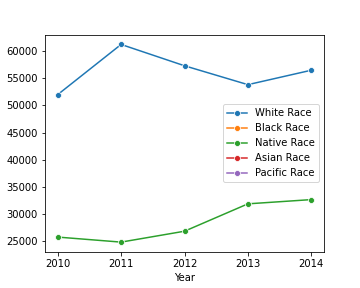 60000
55000
50000
45000
40000
35000
30000
25000
White Race
Black Race
Native Race
Asian Race
Pacific Race
2010 2011 2012 2013 2014
Year